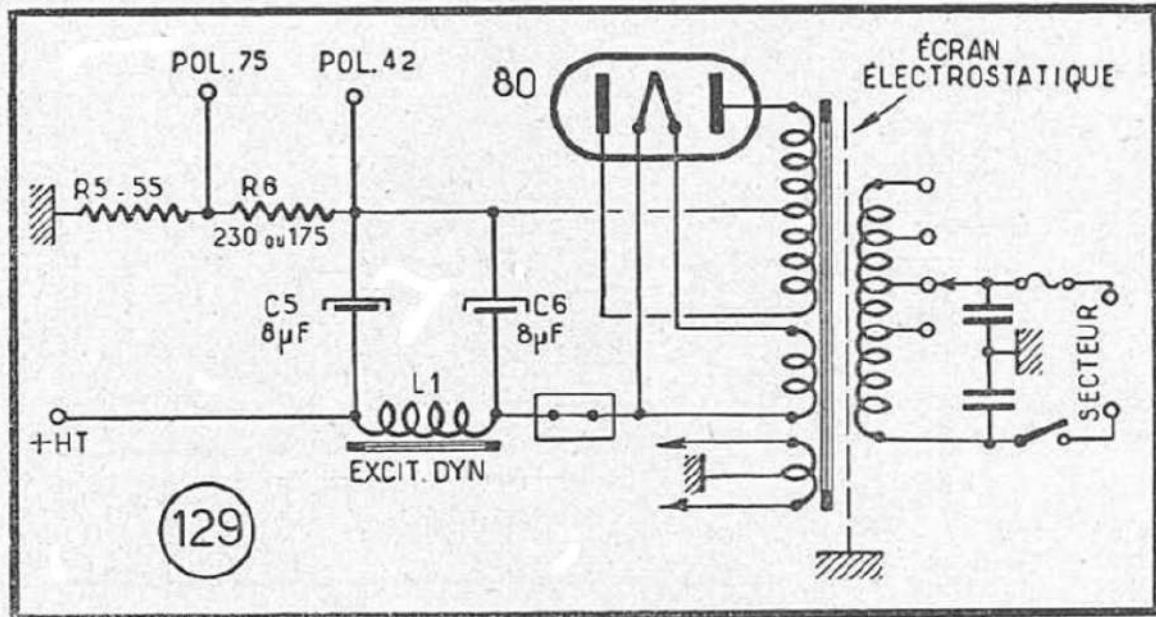 ÉCRAN
ÉLECTROSTATIQUE
POL.75
POL.42
80
R5.55
R6
230 ou 175
C5
8µF
C6
8µF
L1
+HT
EXCIT. DYN
SECTEUR
129